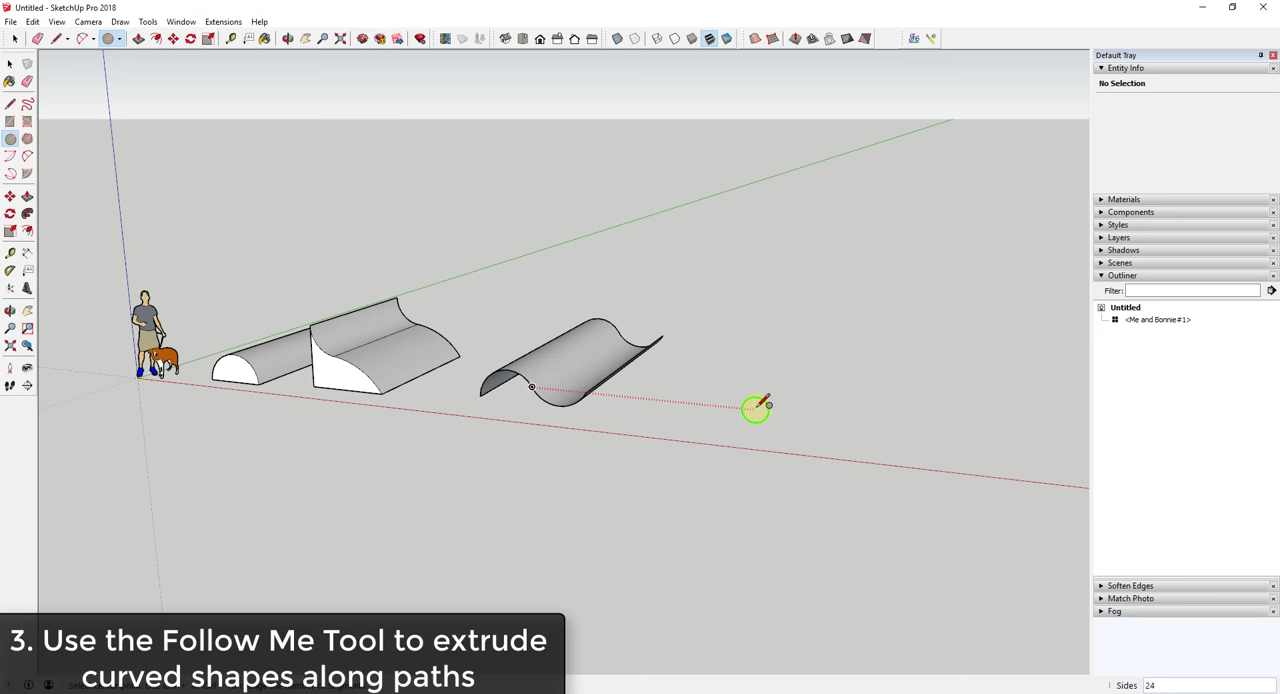 Untitled - SketchUp Pro 2018
File Edit View Camera Draw Tools Window Extensions Help
Default Tray
Entity Info
No Selection
Materials
Components
Styles
Layers
Shadows
Scenes
Outliner
Filter:
Untitled
<Me and Bonnie#1>
Soften Edges
Match Photo
Fog
3. Use the Follow Me Tool to extrude
curved shapes along paths
Sides 24